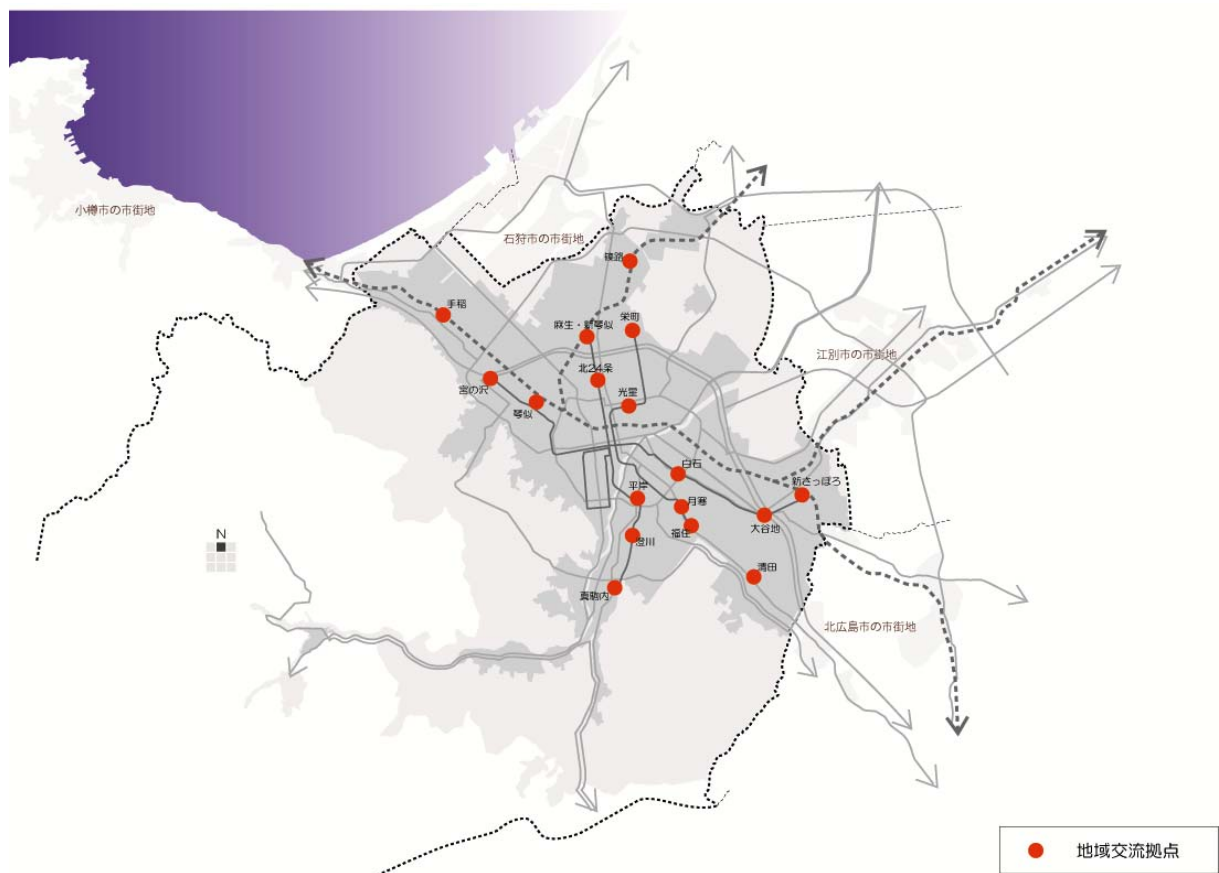 小樽市の市街地
石狩市の市街地
篠路
手稲
麻生・新琴似
栄町
江別市の市街地
北24条
宮の沢
光星
琴似
白石
新さっぽろ
平岸
月寒
大谷地
福住
澄川
清田
真駒内
北広島市の市街地
N
地域交流拠点